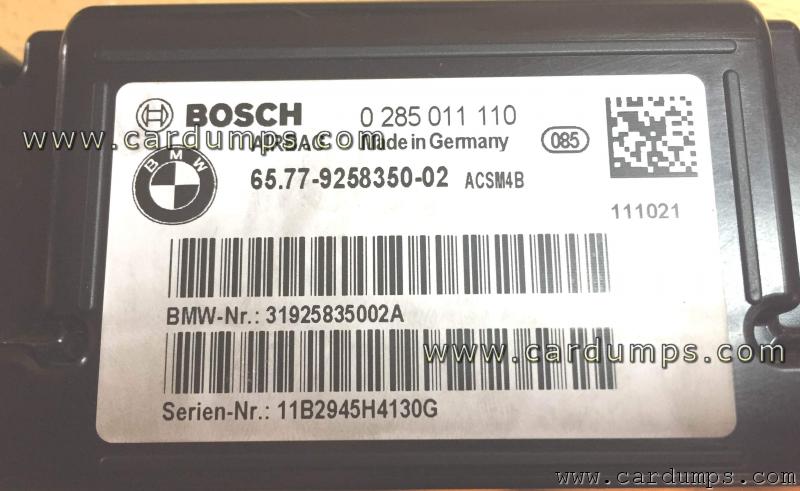 BOSCH 0 285 011 110
www.cardumps.com
AIRBAG Made in Germany 085
BMW
65.77-9258350-02 ACSM4B
111021
BMW-Nr.: 31925835002A
www.cardumps.com
Serien-Nr.: 11B2945H4130G
www.cardumps.com